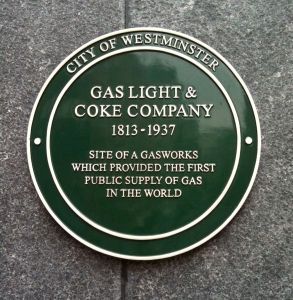 CITY OF WESTMINSTER
GAS LIGHT &
COKE COMPANY
1813-1937
SITE OF A GASWORKS
WHICH PROVIDED THE FIRST
PUBLIC SUPPLY OF GAS
IN THE WORLD